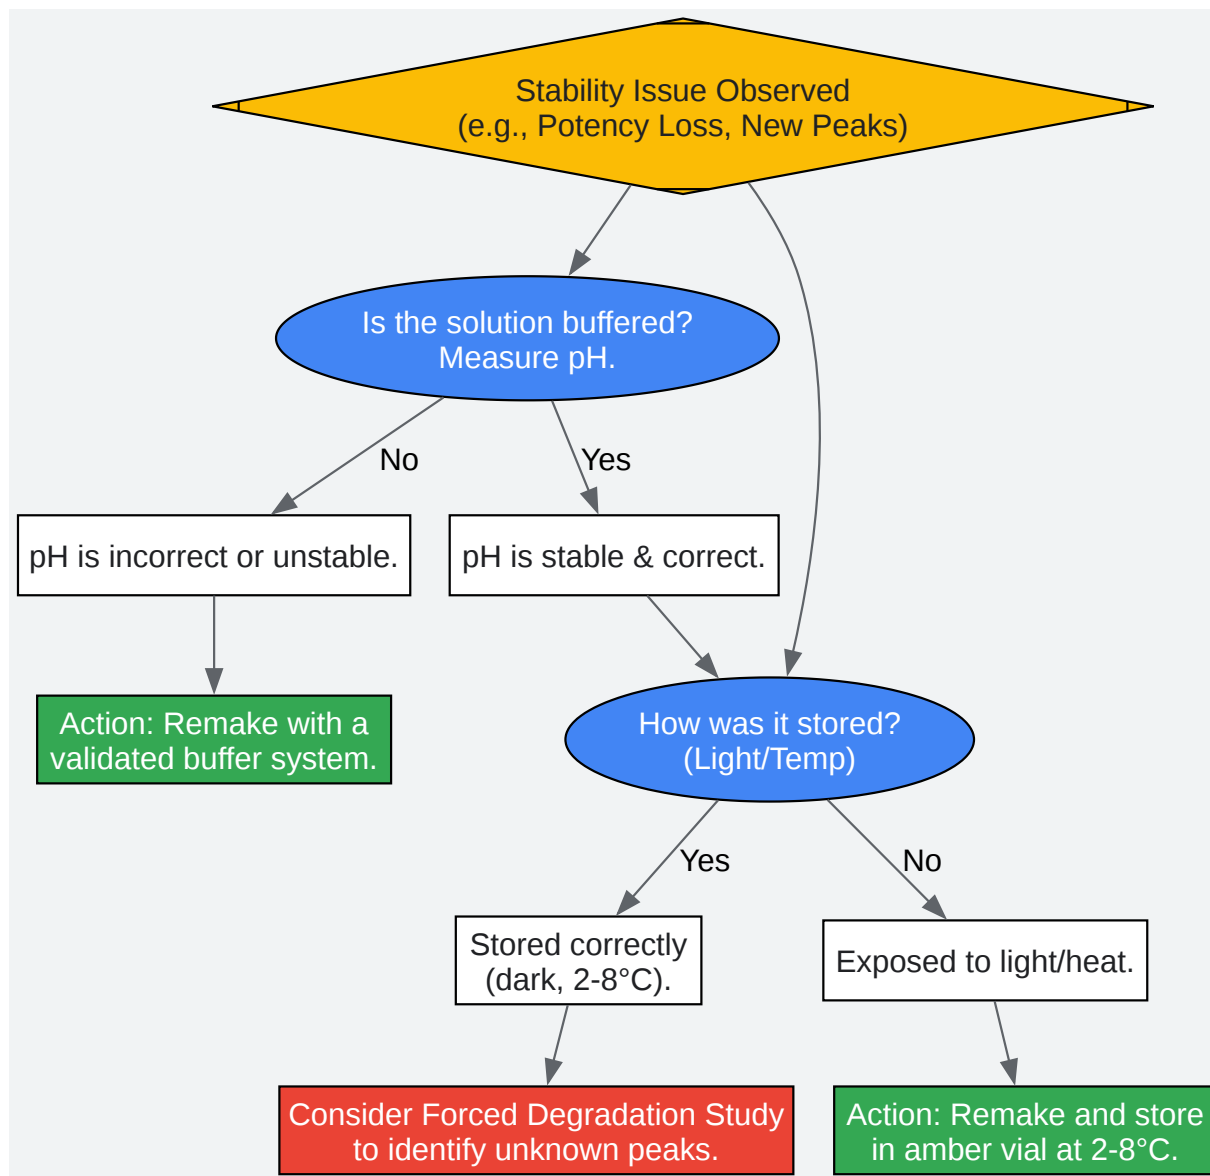 Stability Issue Observed
(e.g., Potency Loss, New Peaks)
Is the solution buffered?
Measure pH.
No
Yes
pH is incorrect or unstable.
pH is stable & correct.
Action: Remake with a
validated buffer system.
How was it stored?
(Light/Temp)
Yes
No
Stored correctly
(dark, 2-8°C).
Exposed to light/heat.
Consider Forced Degradation Study
to identify unknown peaks.
Action: Remake and store
in amber vial at 2-8°C.